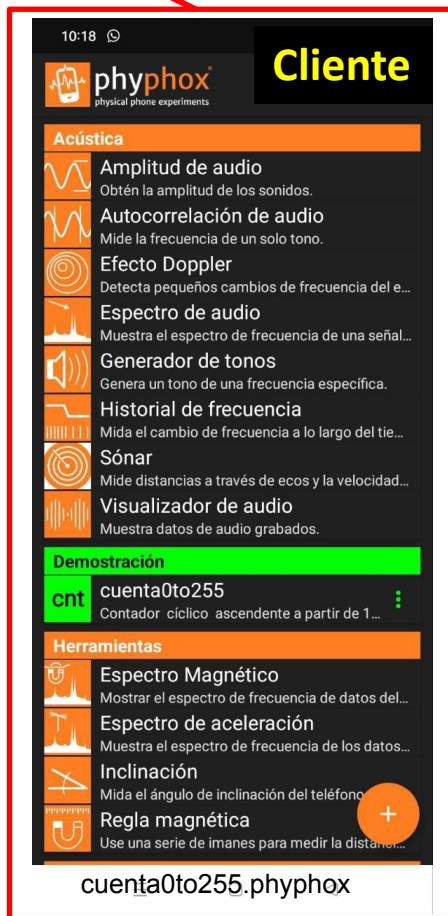 10:18
Cliente
phyphox
physical phone experiments
Acústica
Amplitud de audio
Obtén la amplitud de los sonidos.
Autocorrelación de audio
Mide la frecuencia de un solo tono.
Efecto Doppler
Detecta pequeños cambios de frecuencia del e...
Espectro de audio
Muestra el espectro de frecuencia de una señal...
Generador de tonos
Genera un tono de una frecuencia específica.
Historial de frecuencia
Mida el cambio de frecuencia a lo largo del tie...
Sónar
Mide distancias a través de ecos y la velocidad...
Visualizador de audio
Muestra datos de audio grabados.
Demostración
cnt
cuenta0to255
Contador cíclico ascendente a partir de 1...
Herramientas
Espectro Magnético
Mostrar el espectro de frecuencia de datos del...
Espectro de aceleración
Muestra el espectro de frecuencia de los datos...
Inclinación
Mida el ángulo de inclinación del teléfono
+
Regla magnética
Use una serie de imanes para medir la distanci...
cuenta0to255.phyphox